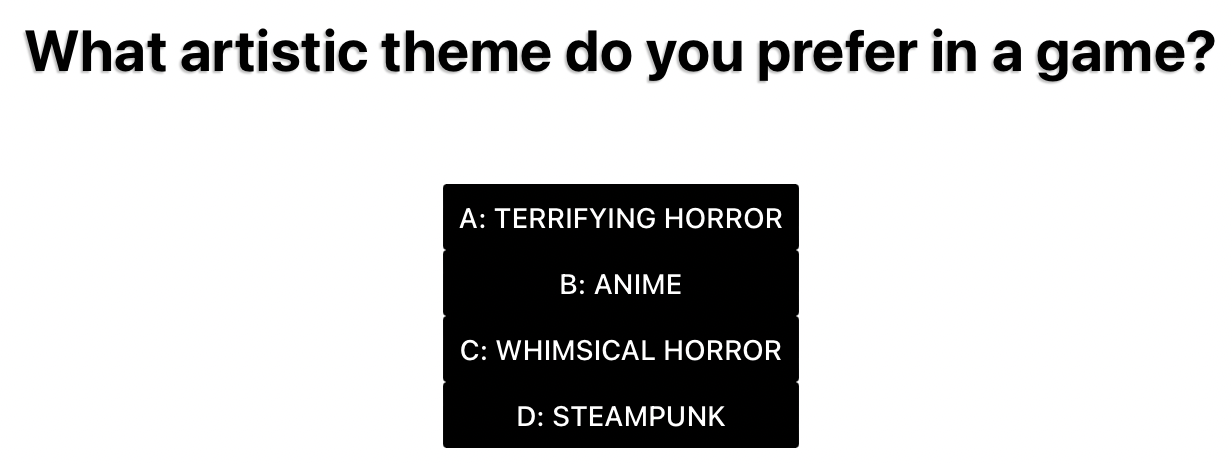 What artistic theme do you prefer in a game?
A: TERRIFYING HORROR
B: ANIME
C: WHIMSICAL HORROR
D: STEAMPUNK